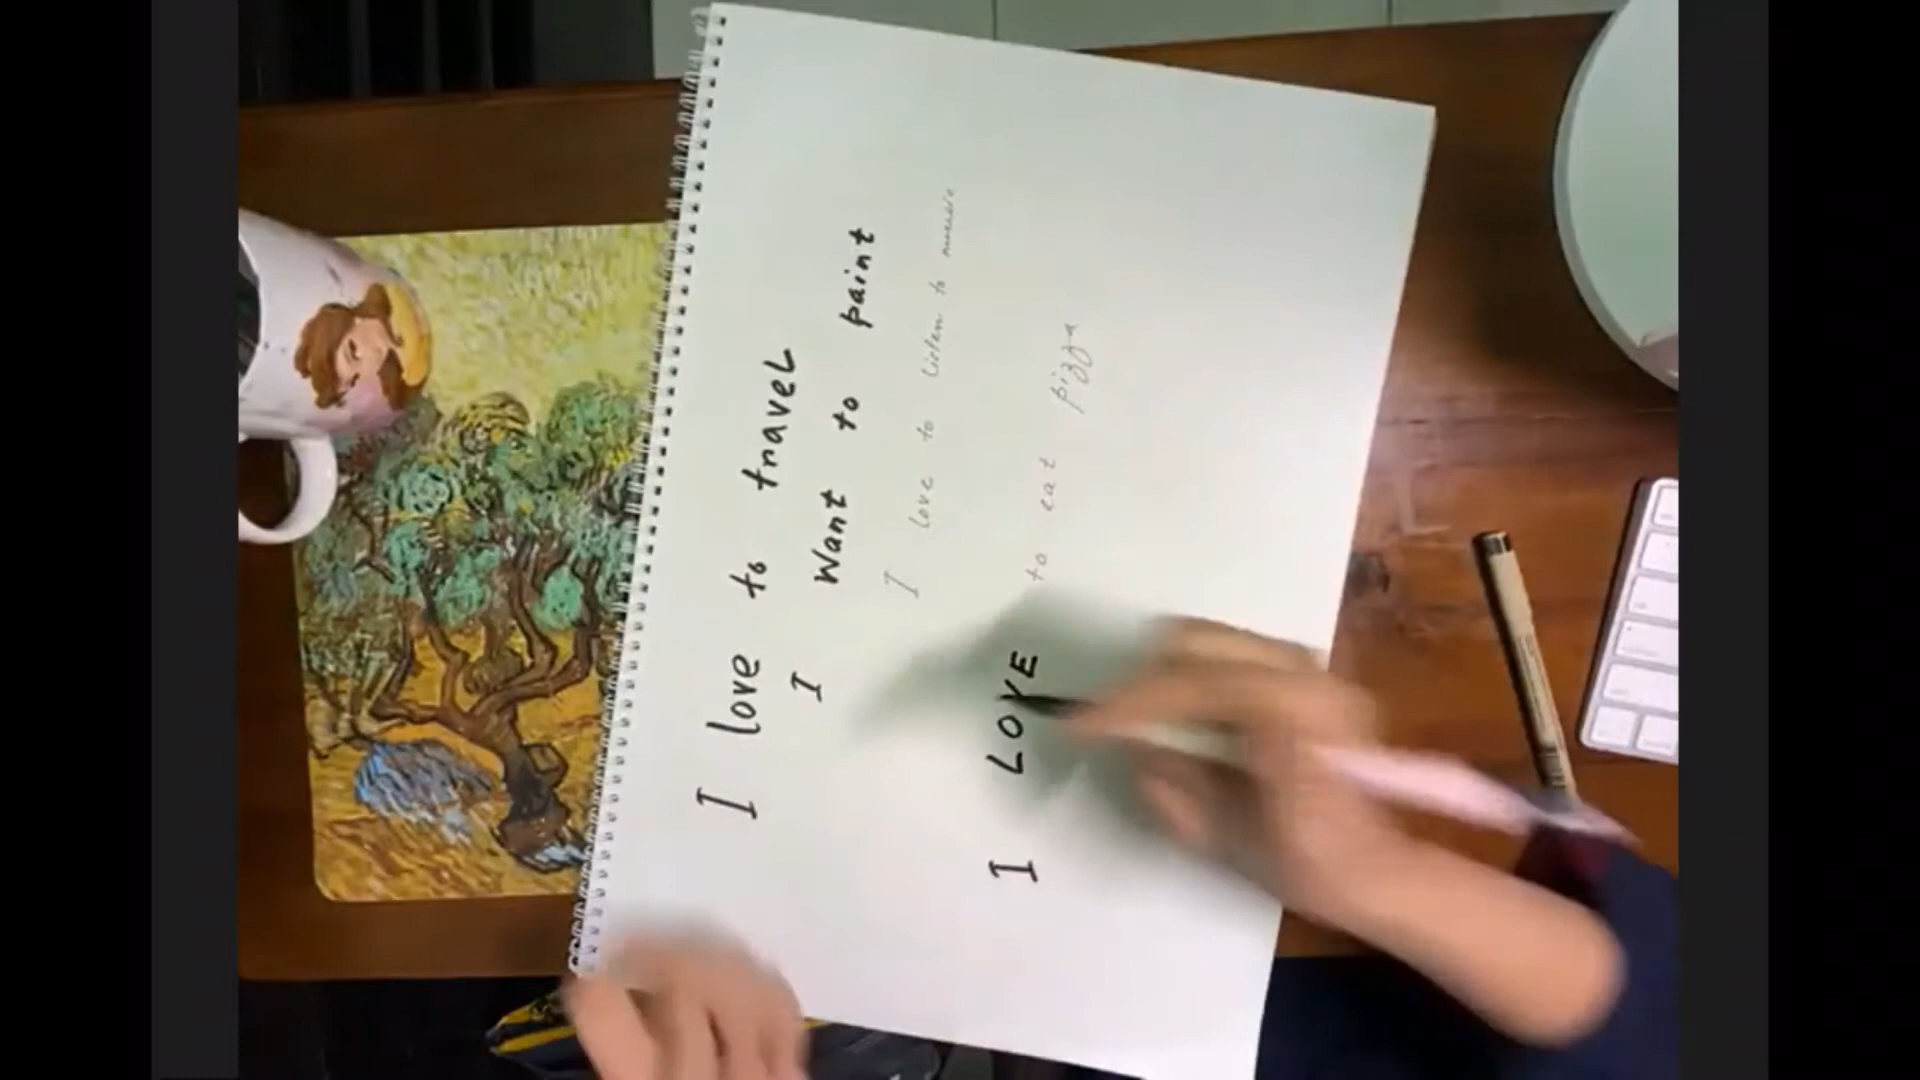 I love to travel
I want to paint
I love to listen to music
I LOVE to eat pizza